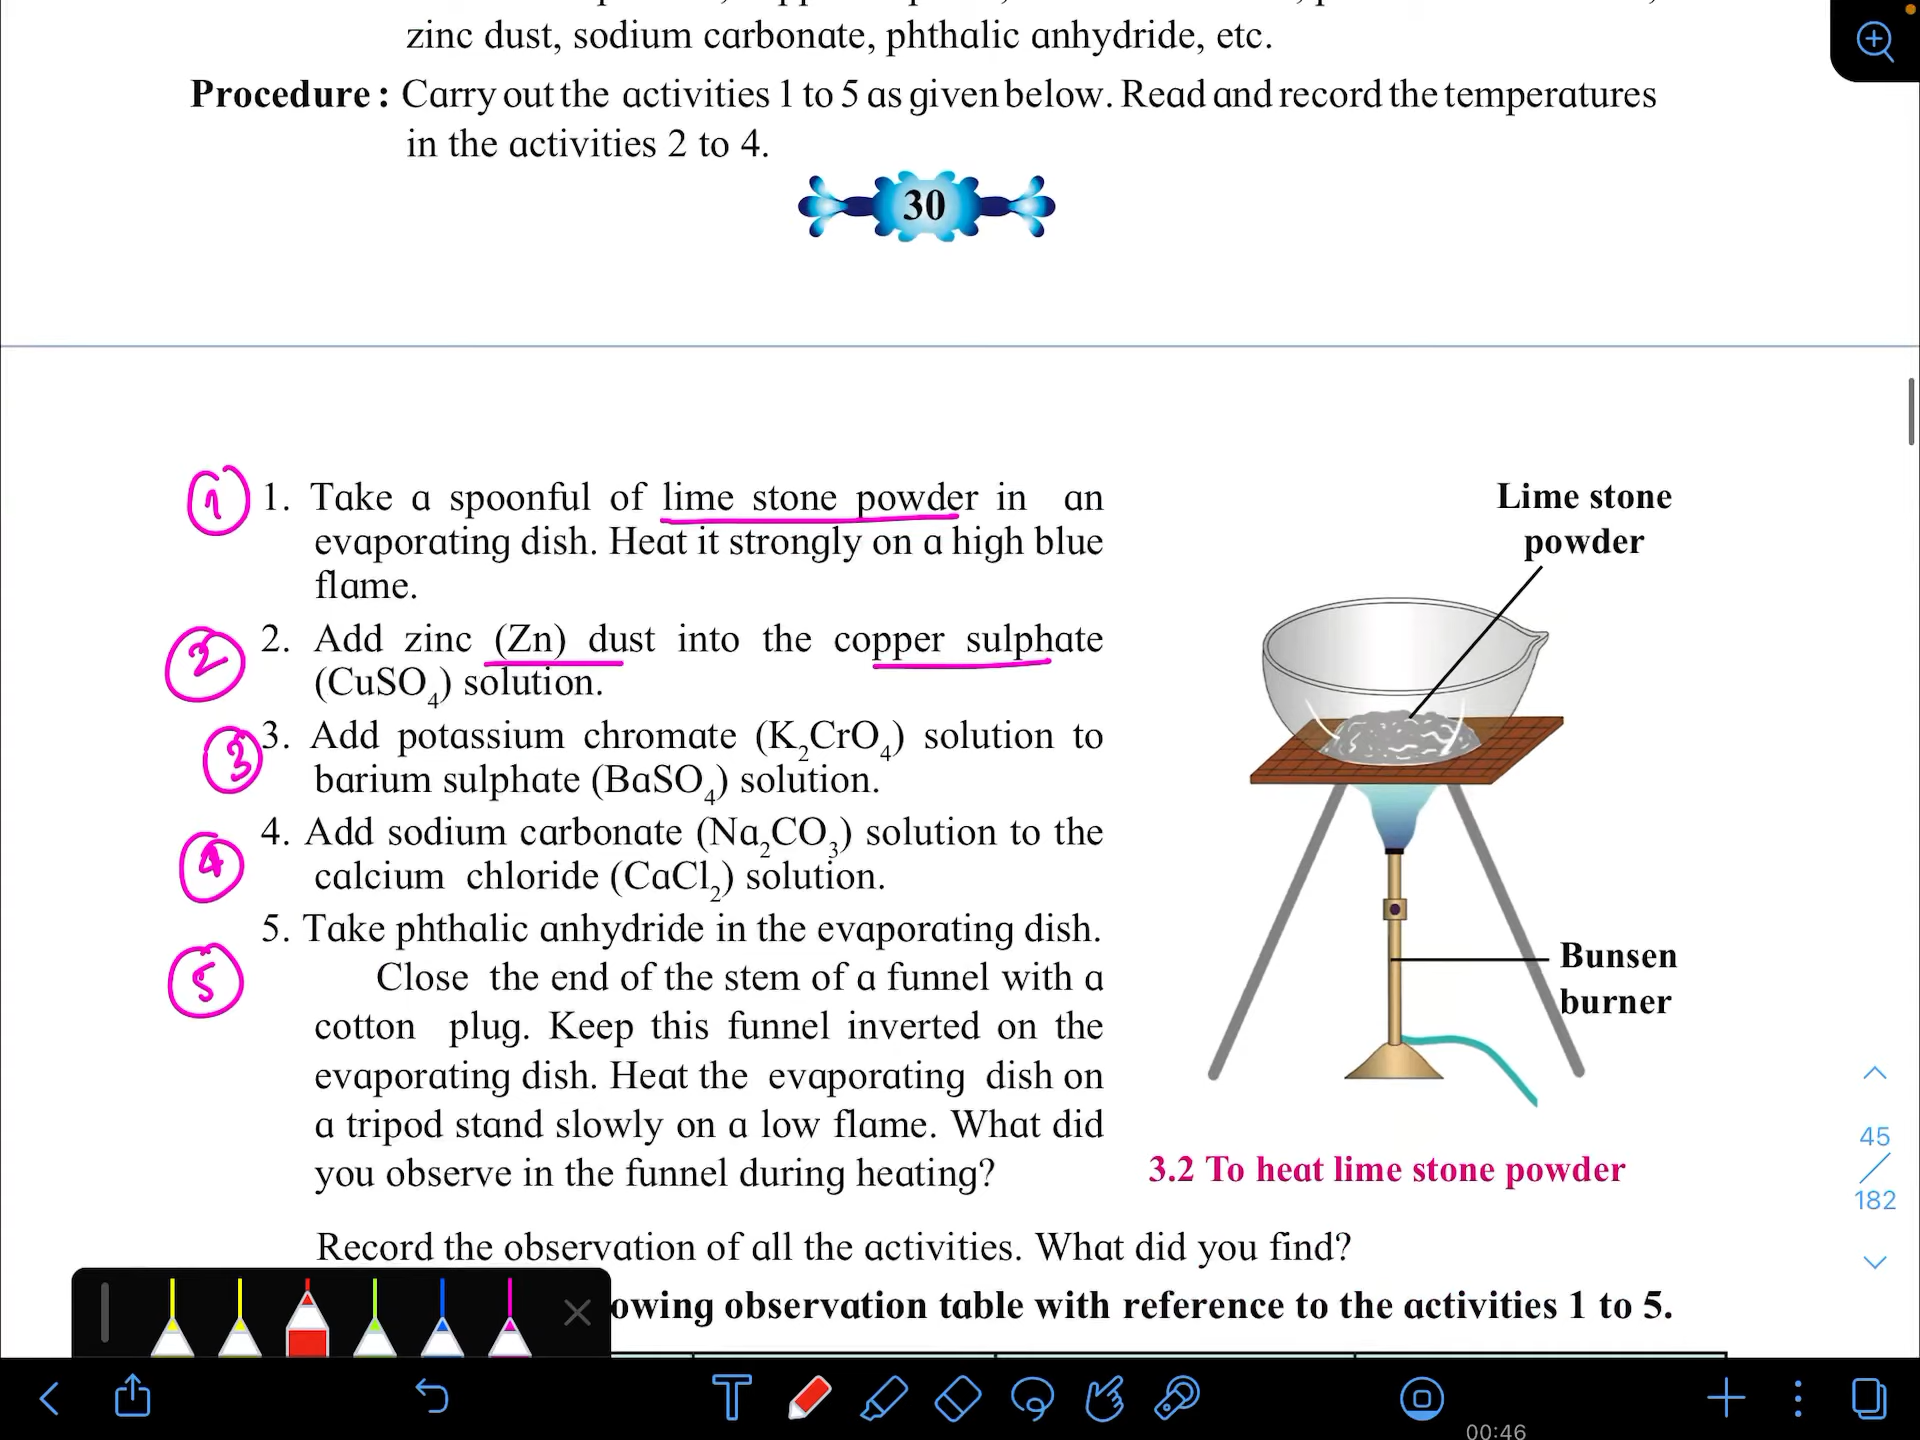 zinc dust, sodium carbonate, phthalic anhydride, etc.
Procedure : Carry out the activities 1 to 5 as given below. Read and record the temperatures
in the activities 2 to 4.
30
1 1. Take a spoonful of lime stone powder in an
evaporating dish. Heat it strongly on a high blue
flame.
2 2. Add zinc (Zn) dust into the copper sulphate
(CuSO₄) solution.
3 3. Add potassium chromate (K₂CrO₄) solution to
barium sulphate (BaSO₄) solution.
4 4. Add sodium carbonate (Na₂CO₃) solution to the
calcium chloride (CaCl₂) solution.
5. Take phthalic anhydride in the evaporating dish.
5 Close the end of the stem of a funnel with a
cotton plug. Keep this funnel inverted on the
evaporating dish. Heat the evaporating dish on
a tripod stand slowly on a low flame. What did
you observe in the funnel during heating?
Lime stone
powder
Bunsen
burner
3.2 To heat lime stone powder
Record the observation of all the activities. What did you find?
owing observation table with reference to the activities 1 to 5.
45
/
182
T
00:46